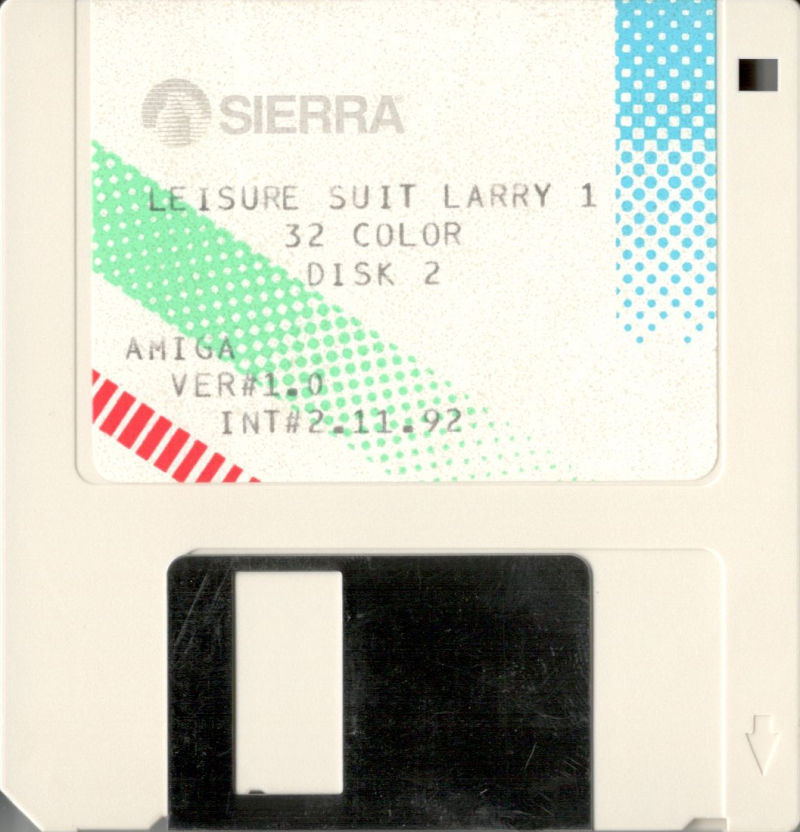 SIERRA
LEISURE SUIT LARRY 1
32 COLOR
DISK 2
AMIGA
VER#1.0
INT#2.11.92